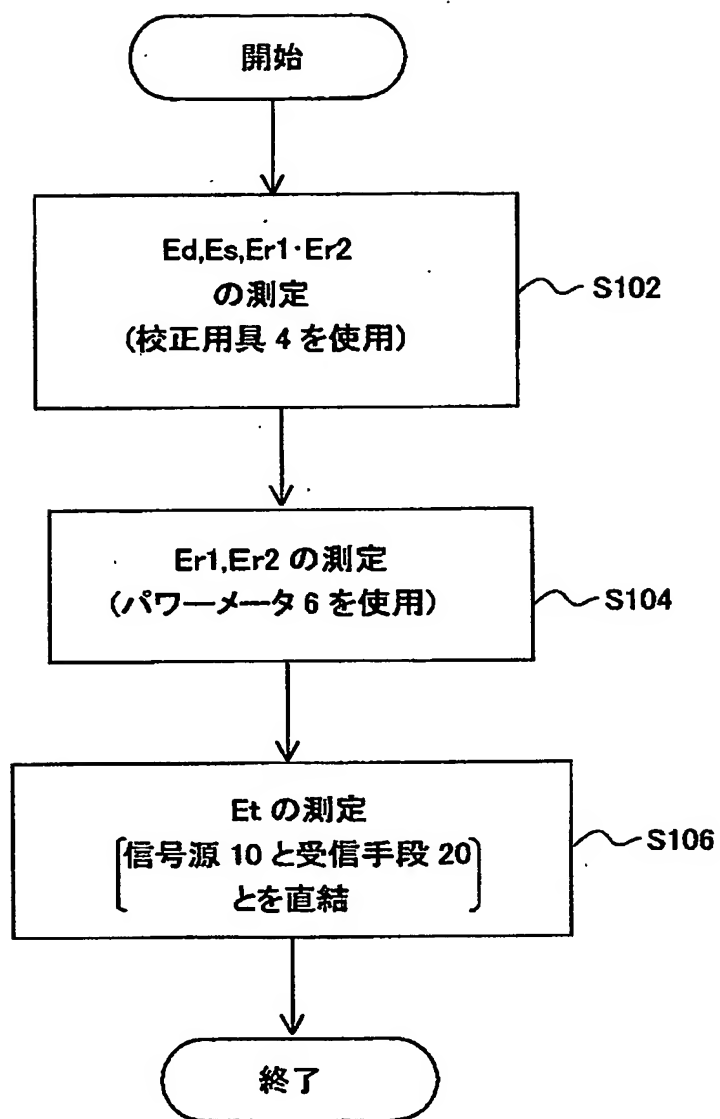 開始
Ed,Es,Er1・Er2
の測定
(校正用具 4 を使用)
S102
Er1,Er2 の測定
(パワーメータ 6 を使用)
S104
Et の測定
信号源 10 と受信手段 20
とを直結
S106
終了